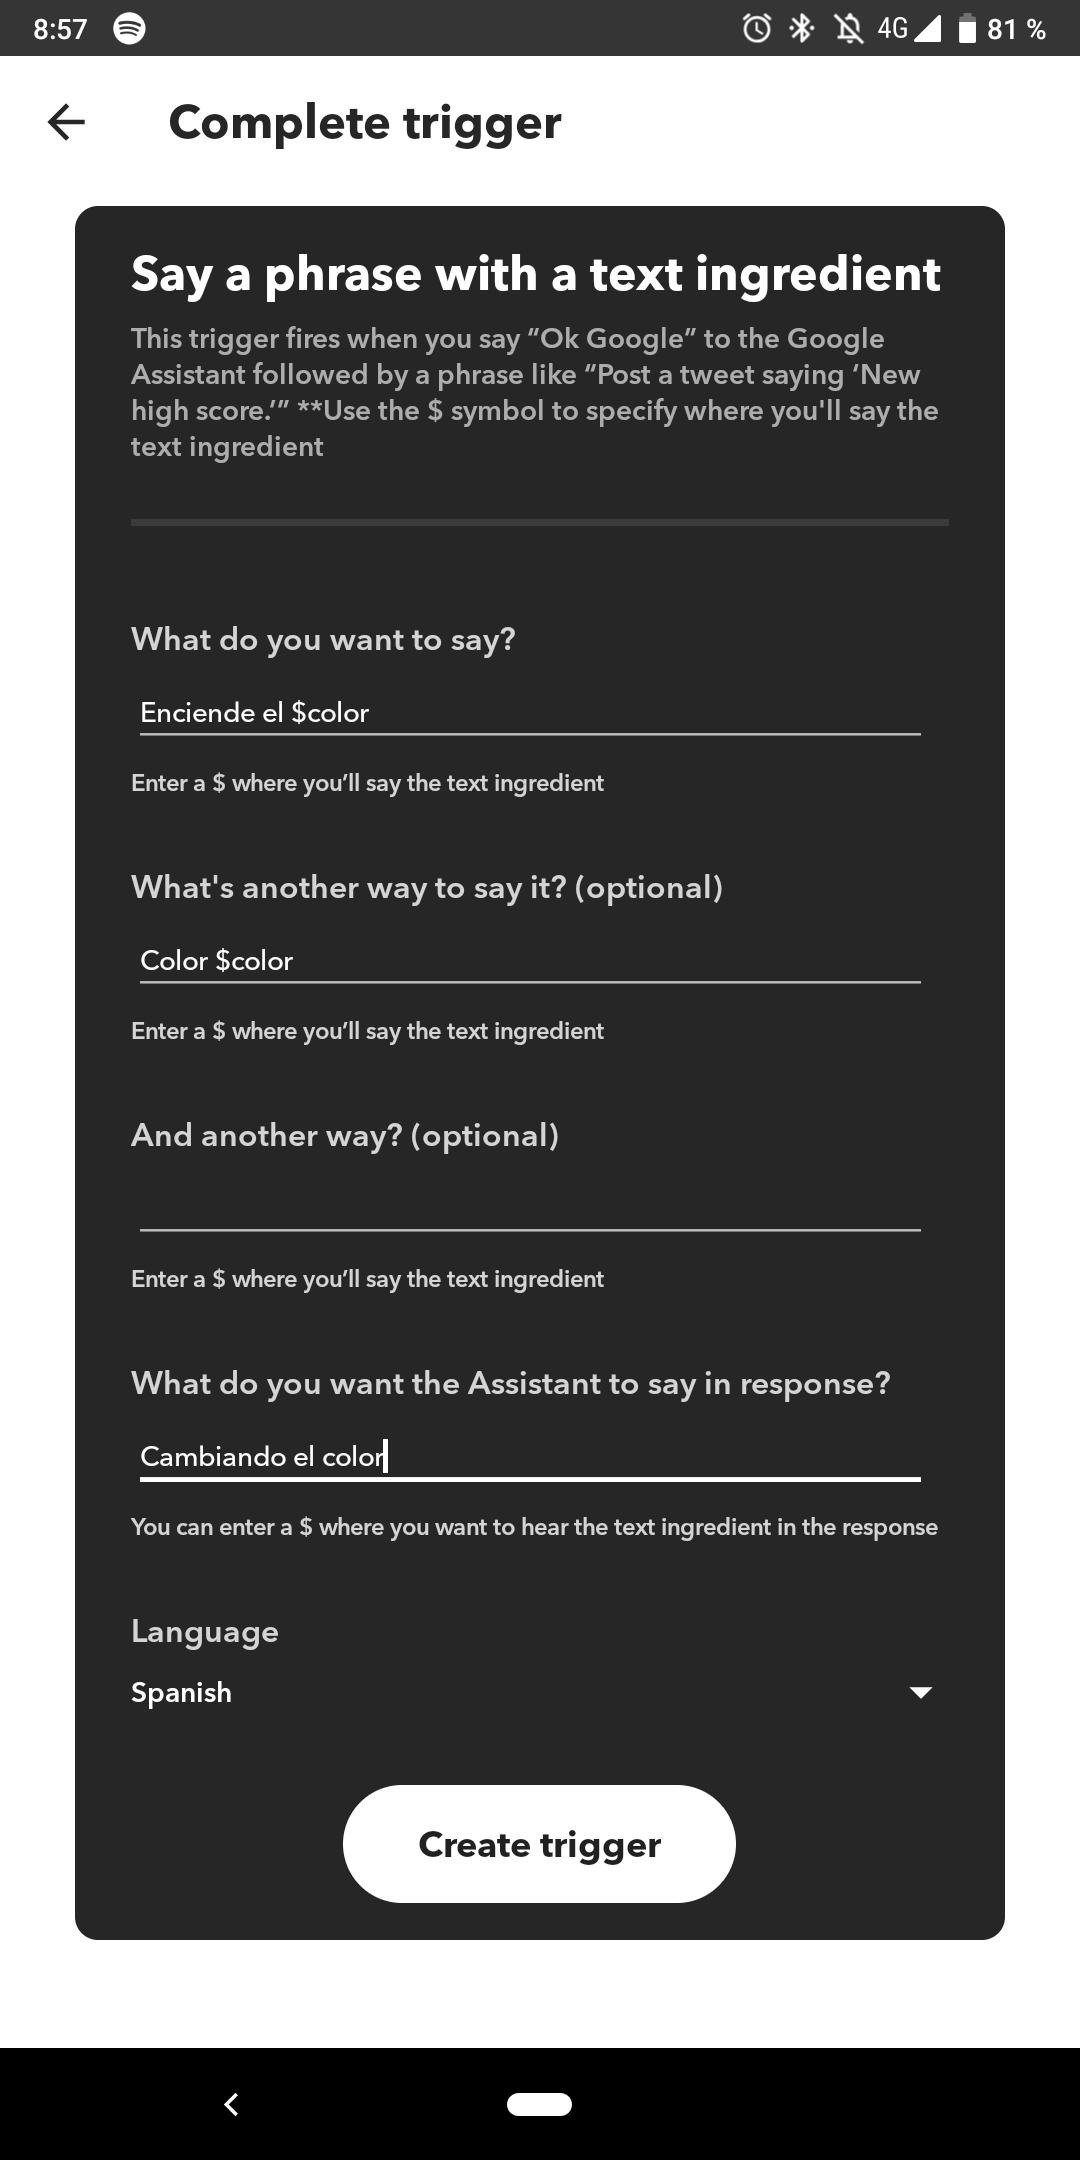 8:57 4G 81 %
Complete trigger
Say a phrase with a text ingredient
This trigger fires when you say “Ok Google” to the Google
Assistant followed by a phrase like “Post a tweet saying ‘New
high score.’” **Use the $ symbol to specify where you'll say the
text ingredient
What do you want to say?
Enciende el $color
Enter a $ where you’ll say the text ingredient
What's another way to say it? (optional)
Color $color
Enter a $ where you’ll say the text ingredient
And another way? (optional)
Enter a $ where you’ll say the text ingredient
What do you want the Assistant to say in response?
Cambiando el color
You can enter a $ where you want to hear the text ingredient in the response
Language
Spanish
Create trigger